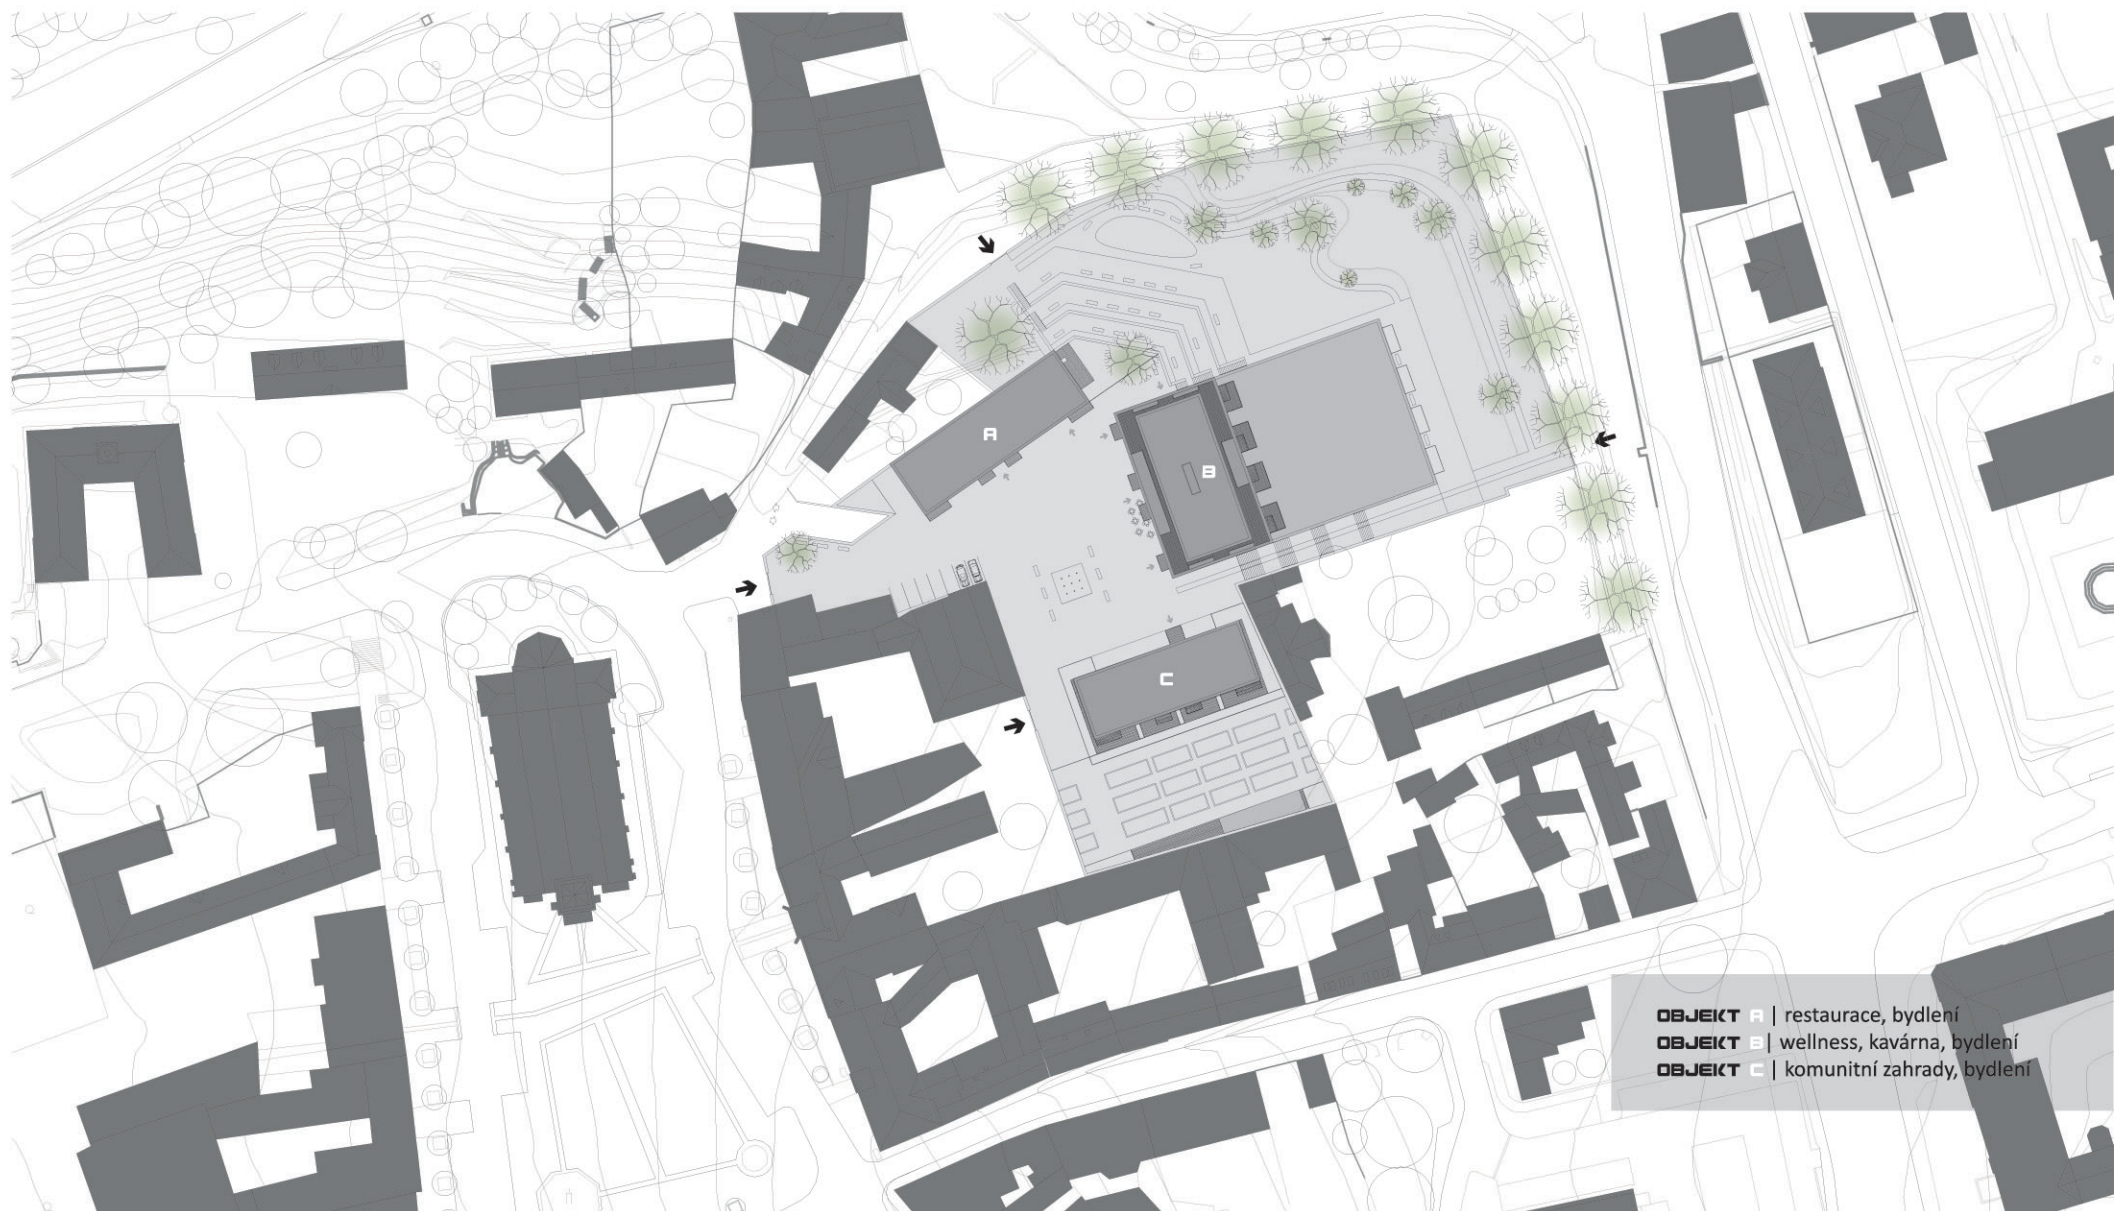 A
B
C
OBJEKT A | restaurace, bydlení
OBJEKT B | wellness, kavárna, bydlení
OBJEKT C | komunitní zahrady, bydlení